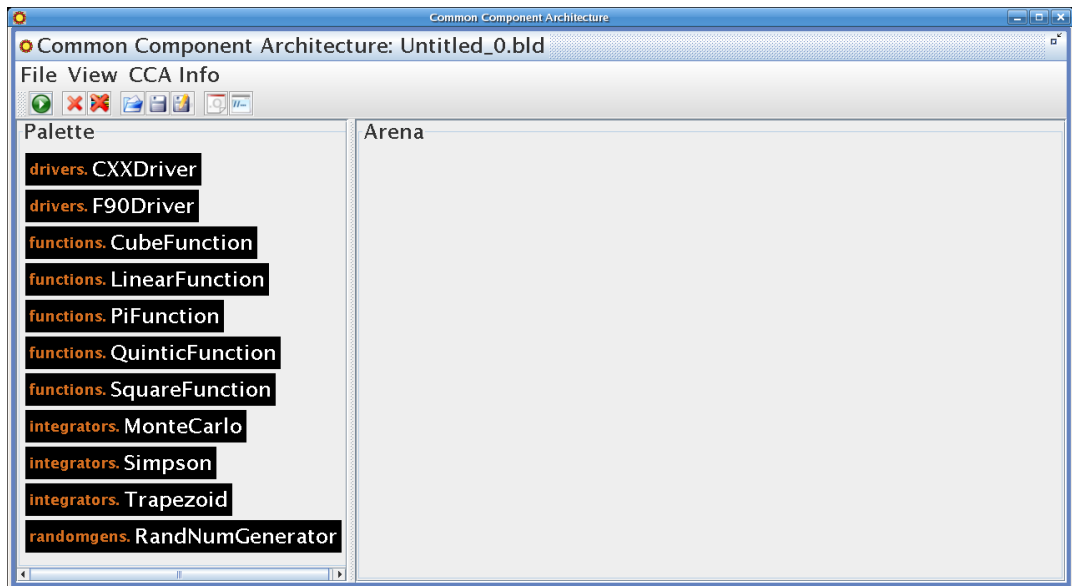 Common Component Architecture
Common Component Architecture: Untitled_0.bld
File View CCA Info
Palette
drivers. CXXDriver
drivers. F90Driver
functions. CubeFunction
functions. LinearFunction
functions. PiFunction
functions. QuinticFunction
functions. SquareFunction
integrators. MonteCarlo
integrators. Simpson
integrators. Trapezoid
randomgens. RandNumGenerator
Arena